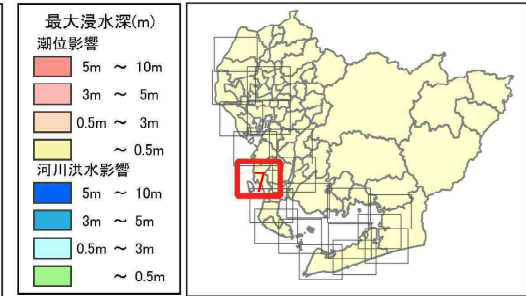 最大浸水深(m)
潮位影響
5m ～ 10m
3m ～ 5m
0.5m ～ 3m
～ 0.5m
河川洪水影響
5m ～ 10m
3m ～ 5m
0.5m ～ 3m
～ 0.5m
7